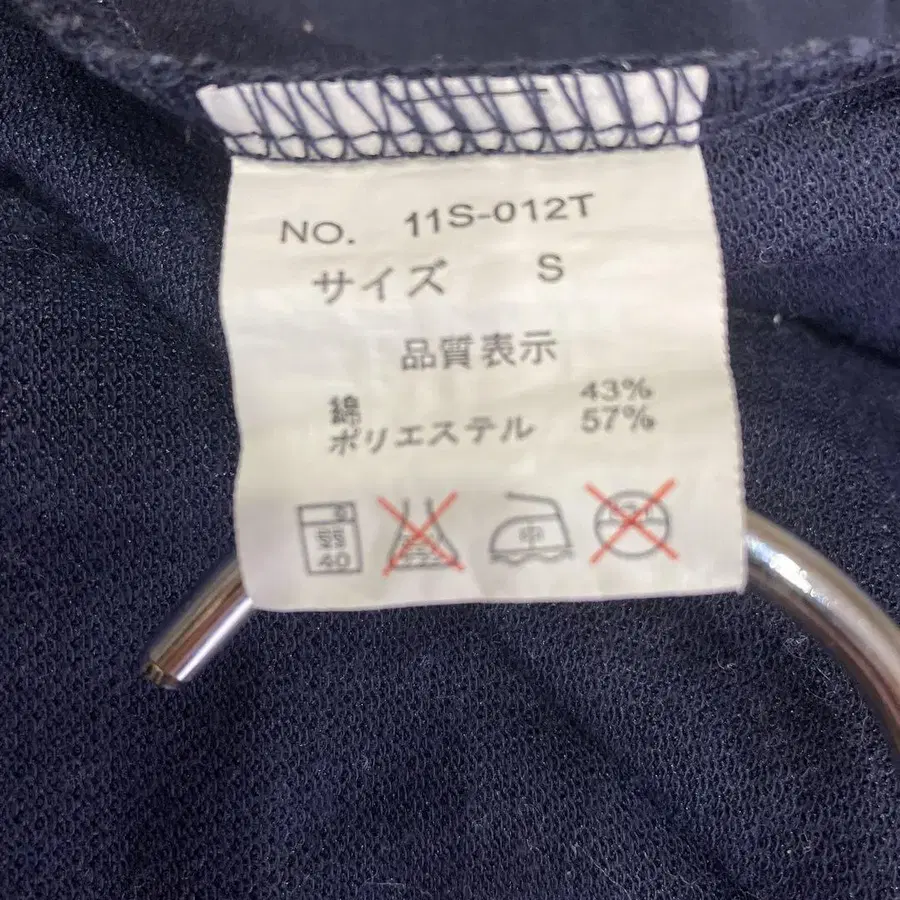 NO. 11S-012T
サイズ S
品質表示
綿 43%
ポリエステル 57%
弱
40
中